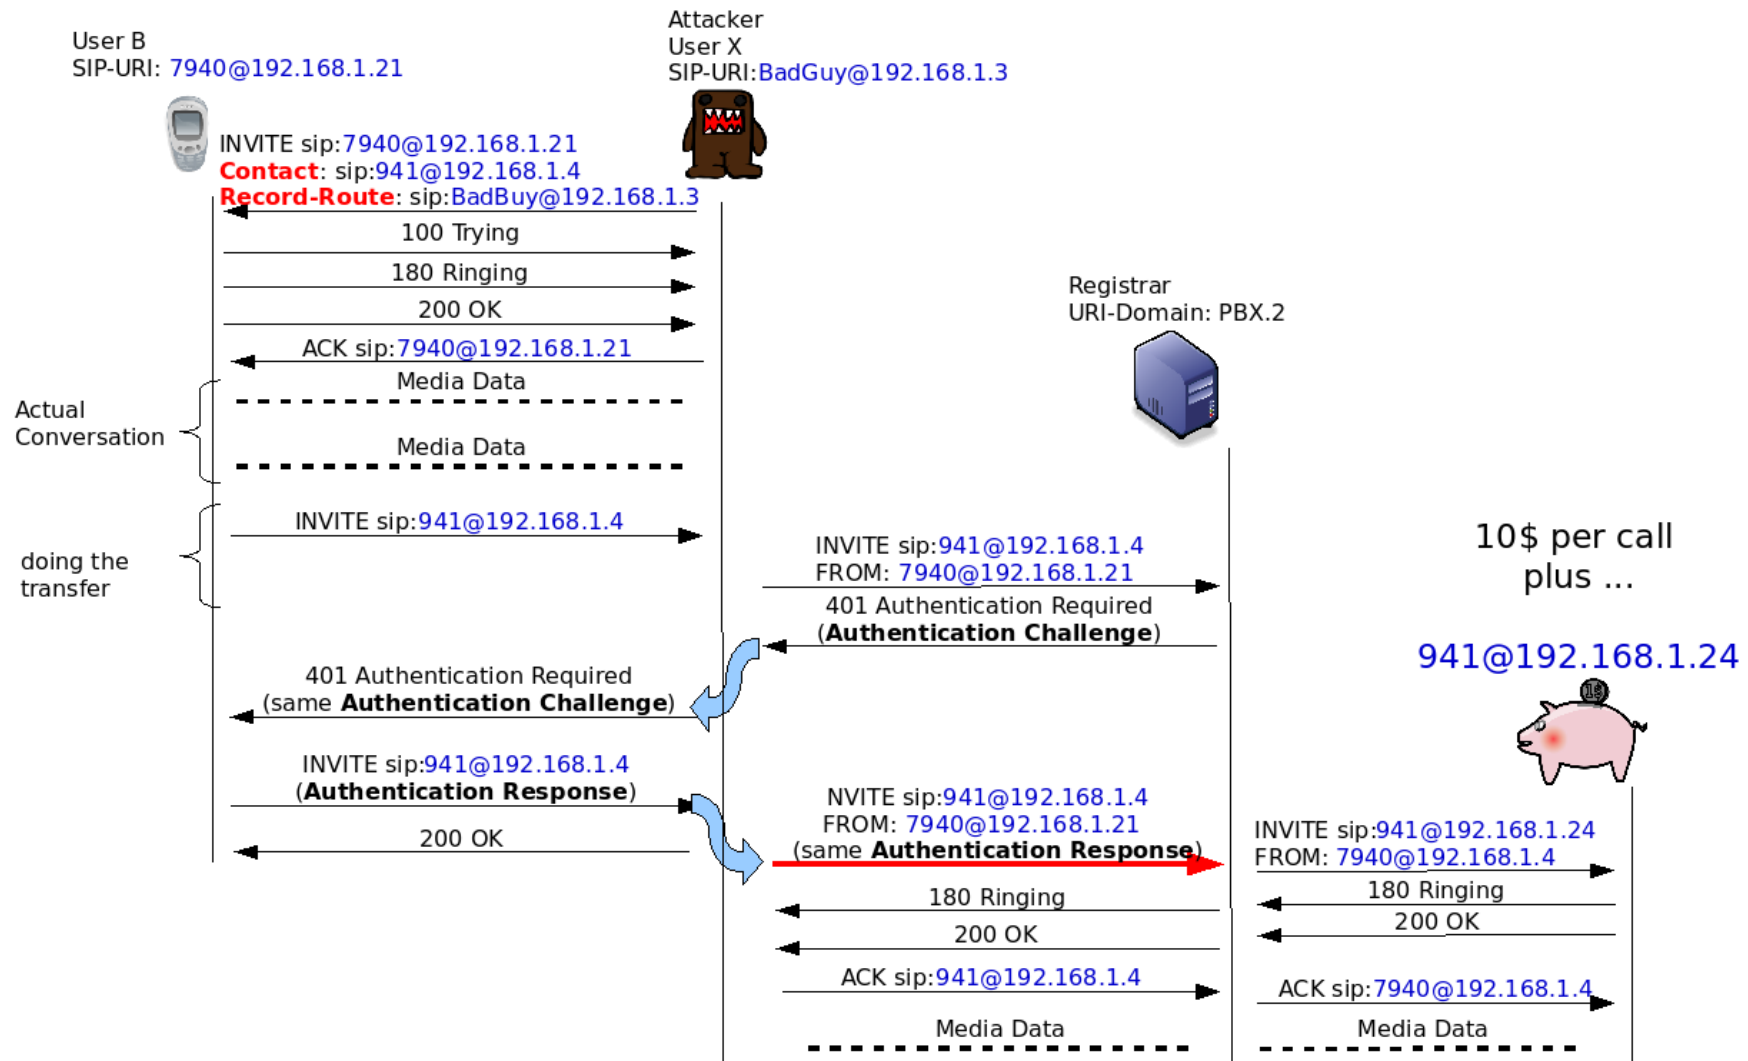 User B
SIP-URI: 7940@192.168.1.21
Attacker
User X
SIP-URI:BadGuy@192.168.1.3
INVITE sip:7940@192.168.1.21
Contact: sip:941@192.168.1.4
Record-Route: sip:BadBuy@192.168.1.3
100 Trying
180 Ringing
200 OK
ACK sip:7940@192.168.1.21
Media Data
Actual
Conversation
Media Data
Registrar
URI-Domain: PBX.2
INVITE sip:941@192.168.1.4
doing the
transfer
INVITE sip:941@192.168.1.4
FROM: 7940@192.168.1.21
401 Authentication Required
(Authentication Challenge)
10$ per call
plus ...
941@192.168.1.24
1$
401 Authentication Required
(same Authentication Challenge)
INVITE sip:941@192.168.1.4
(Authentication Response)
200 OK
NVITE sip:941@192.168.1.4
FROM: 7940@192.168.1.21
(same Authentication Response)
INVITE sip:941@192.168.1.24
FROM: 7940@192.168.1.4
180 Ringing
180 Ringing
200 OK
200 OK
ACK sip:941@192.168.1.4
ACK sip:7940@192.168.1.4
Media Data
Media Data